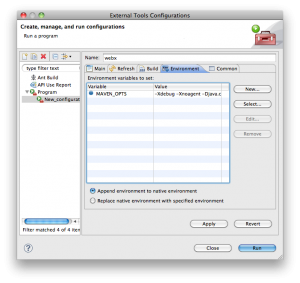 External Tools Configurations
Create, manage, and run configurations
Run a program
type filter text
Ant Build
API Use Report
Program
New_configurat
Filter matched 4 of 4 iter
Name: webx
Main Refresh Build Environment Common
Environment variables to set:
Variable Value
MAVEN_OPTS -Xdebug -Xnoagent -Djava.c
New...
Select...
Edit...
Remove
Append environment to native environment
Replace native environment with specified environment
Apply Revert
Close Run